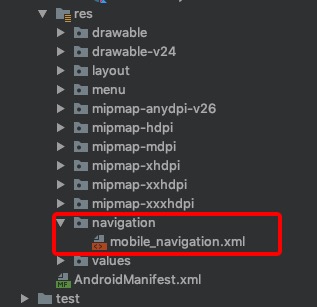 res
drawable
drawable-v24
layout
menu
mipmap-anydpi-v26
mipmap-hdpi
mipmap-mdpi
mipmap-xhdpi
mipmap-xxhdpi
mipmap-xxxhdpi
navigation
mobile_navigation.xml
values
MF AndroidManifest.xml
test